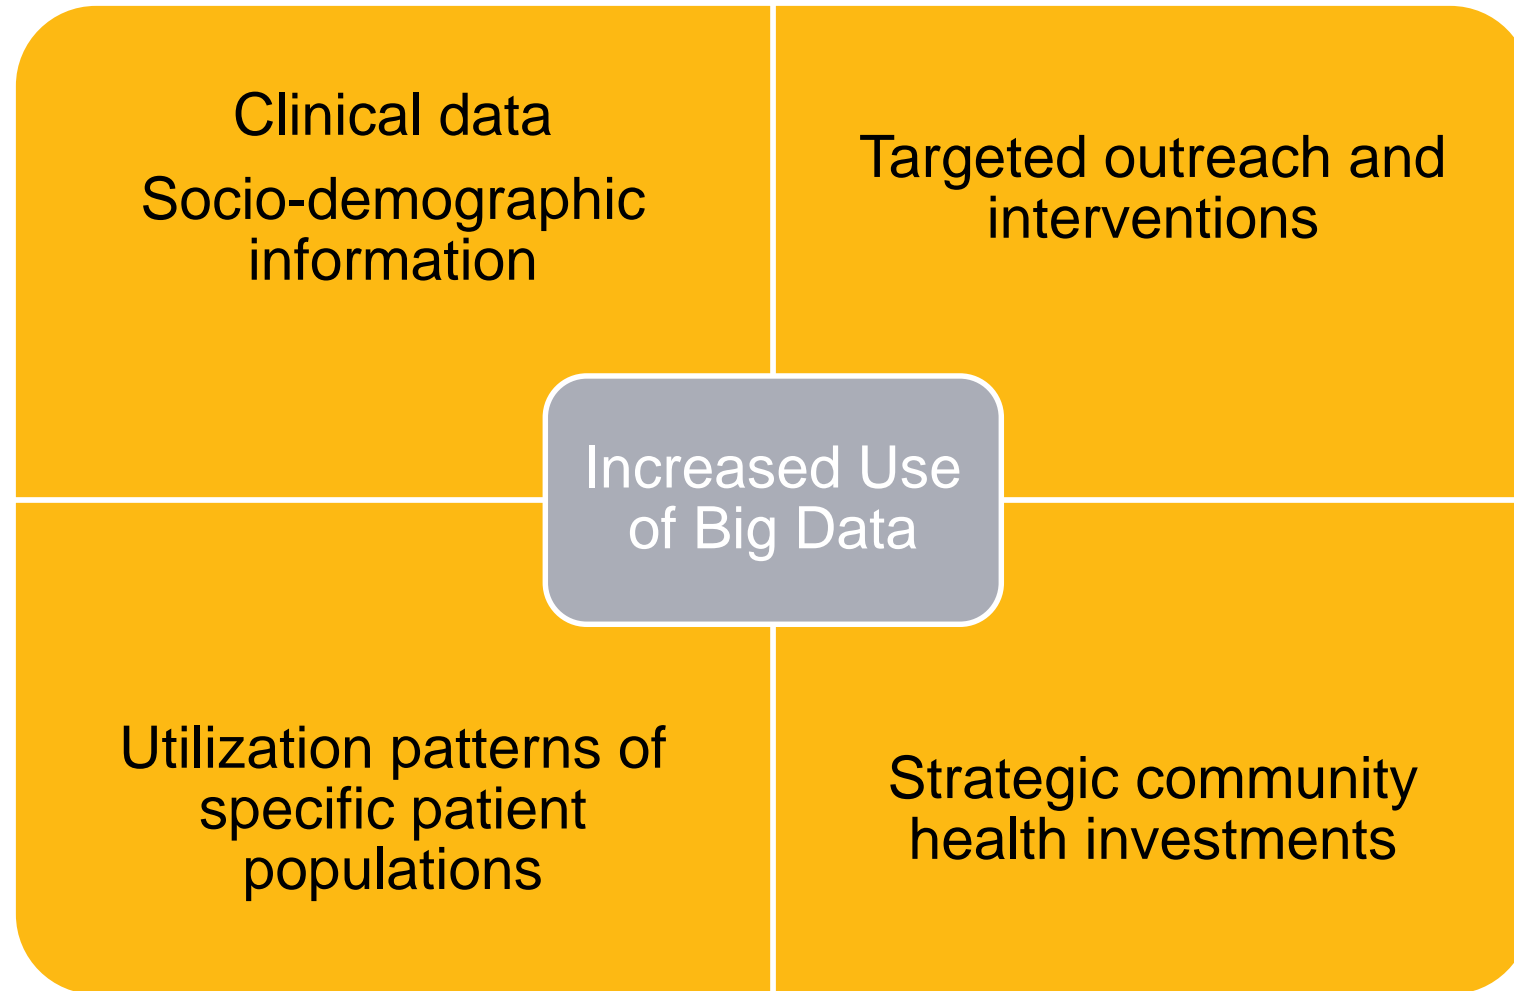 Clinical data
Socio-demographic
information
Targeted outreach and
interventions
Increased Use
of Big Data
Utilization patterns of
specific patient
populations
Strategic community
health investments